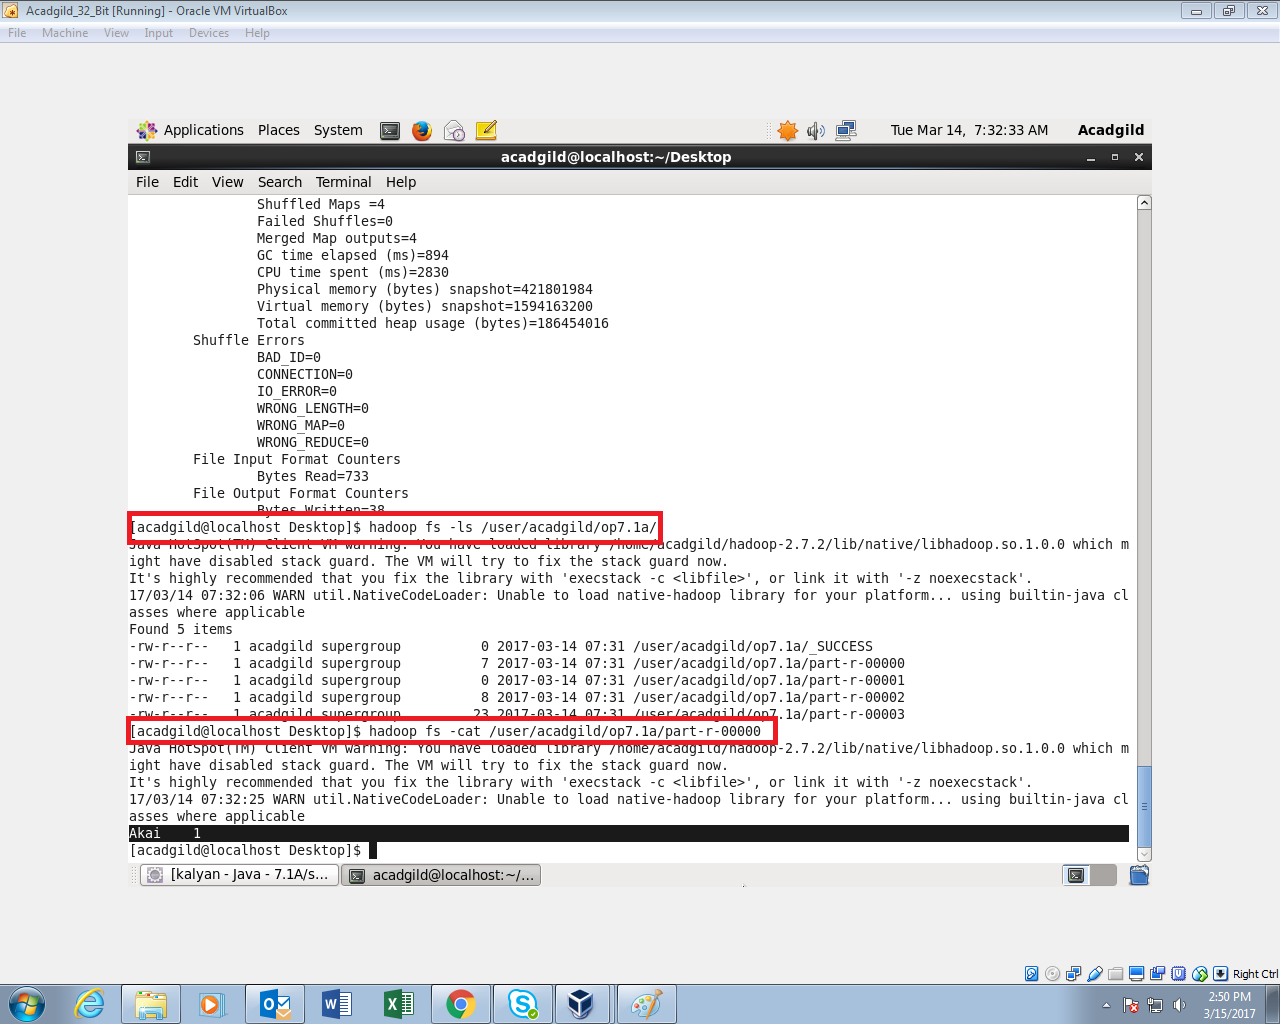 Acadgild_32_Bit [Running] - Oracle VM VirtualBox
File Machine View Input Devices Help
Applications Places System Tue Mar 14, 7:32:33 AM Acadgild
acadgild@localhost:~/Desktop
File Edit View Search Terminal Help
Shuffled Maps =4
Failed Shuffles=0
Merged Map outputs=4
GC time elapsed (ms)=894
CPU time spent (ms)=2830
Physical memory (bytes) snapshot=421801984
Virtual memory (bytes) snapshot=1594163200
Total committed heap usage (bytes)=186454016
Shuffle Errors
BAD_ID=0
CONNECTION=0
IO_ERROR=0
WRONG_LENGTH=0
WRONG_MAP=0
WRONG_REDUCE=0
File Input Format Counters
Bytes Read=733
File Output Format Counters
Bytes Written=38
[acadgild@localhost Desktop]$ hadoop fs -ls /user/acadgild/op7.1a/
Java HotSpot(TM) Client VM warning: You have loaded library /home/acadgild/hadoop-2.7.2/lib/native/libhadoop.so.1.0.0 which m
ight have disabled stack guard. The VM will try to fix the stack guard now.
It's highly recommended that you fix the library with 'execstack -c <libfile>', or link it with '-z noexecstack'.
17/03/14 07:32:06 WARN util.NativeCodeLoader: Unable to load native-hadoop library for your platform... using builtin-java cl
asses where applicable
Found 5 items
-rw-r--r-- 1 acadgild supergroup 0 2017-03-14 07:31 /user/acadgild/op7.1a/_SUCCESS
-rw-r--r-- 1 acadgild supergroup 7 2017-03-14 07:31 /user/acadgild/op7.1a/part-r-00000
-rw-r--r-- 1 acadgild supergroup 0 2017-03-14 07:31 /user/acadgild/op7.1a/part-r-00001
-rw-r--r-- 1 acadgild supergroup 8 2017-03-14 07:31 /user/acadgild/op7.1a/part-r-00002
-rw-r--r-- 1 acadgild supergroup 23 2017-03-14 07:31 /user/acadgild/op7.1a/part-r-00003
[acadgild@localhost Desktop]$ hadoop fs -cat /user/acadgild/op7.1a/part-r-00000
Java HotSpot(TM) Client VM warning: You have loaded library /home/acadgild/hadoop-2.7.2/lib/native/libhadoop.so.1.0.0 which m
ight have disabled stack guard. The VM will try to fix the stack guard now.
It's highly recommended that you fix the library with 'execstack -c <libfile>', or link it with '-z noexecstack'.
17/03/14 07:32:25 WARN util.NativeCodeLoader: Unable to load native-hadoop library for your platform... using builtin-java cl
asses where applicable
Akai 1
[acadgild@localhost Desktop]$
[kalyan - Java - 7.1A/s... acadgild@localhost:~/...
Right Ctrl
2:50 PM
3/15/2017